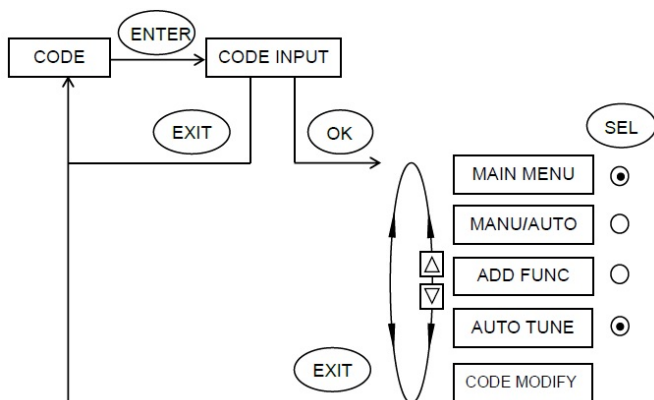 ENTER
CODE
CODE INPUT
EXIT
OK
SEL
MAIN MENU
MANU/AUTO
ADD FUNC
AUTO TUNE
EXIT
CODE MODIFY